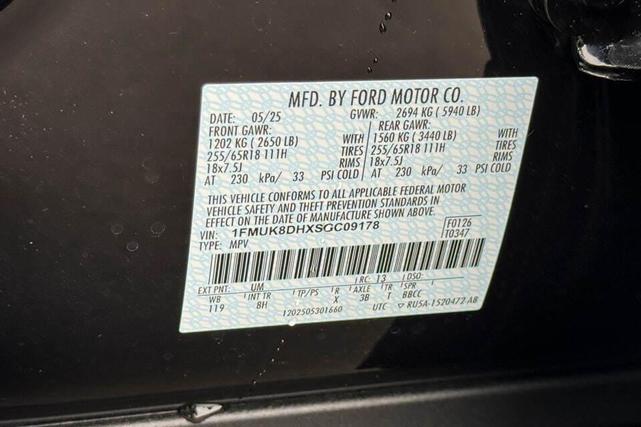 MFD. BY FORD MOTOR CO.
DATE: 05/25 GVWR: 2694 KG ( 5940 LB)
FRONT GAWR: REAR GAWR:
1202 KG ( 2650 LB) WITH 1560 KG ( 3440 LB) WITH
255/65R18 111H TIRES 255/65R18 111H TIRES
18x7.5J RIMS 18x7.5J RIMS
AT 230 kPa/ 33 PSI COLD AT 230 kPa/ 33 PSI COLD
THIS VEHICLE CONFORMS TO ALL APPLICABLE FEDERAL MOTOR
VEHICLE SAFETY AND THEFT PREVENTION STANDARDS IN
EFFECT ON THE DATE OF MANUFACTURE SHOWN ABOVE.
VIN: 1FMUK8DHXSGC09178 F0126
TYPE: MPV T0347
EXT PNT: UM RC: 13 DSO:
WB INT TR TP/PS R AXLE TR S
119 8H X 3B T BBCC
1202505301660 UTC ▽ RU5A-1520472-AB